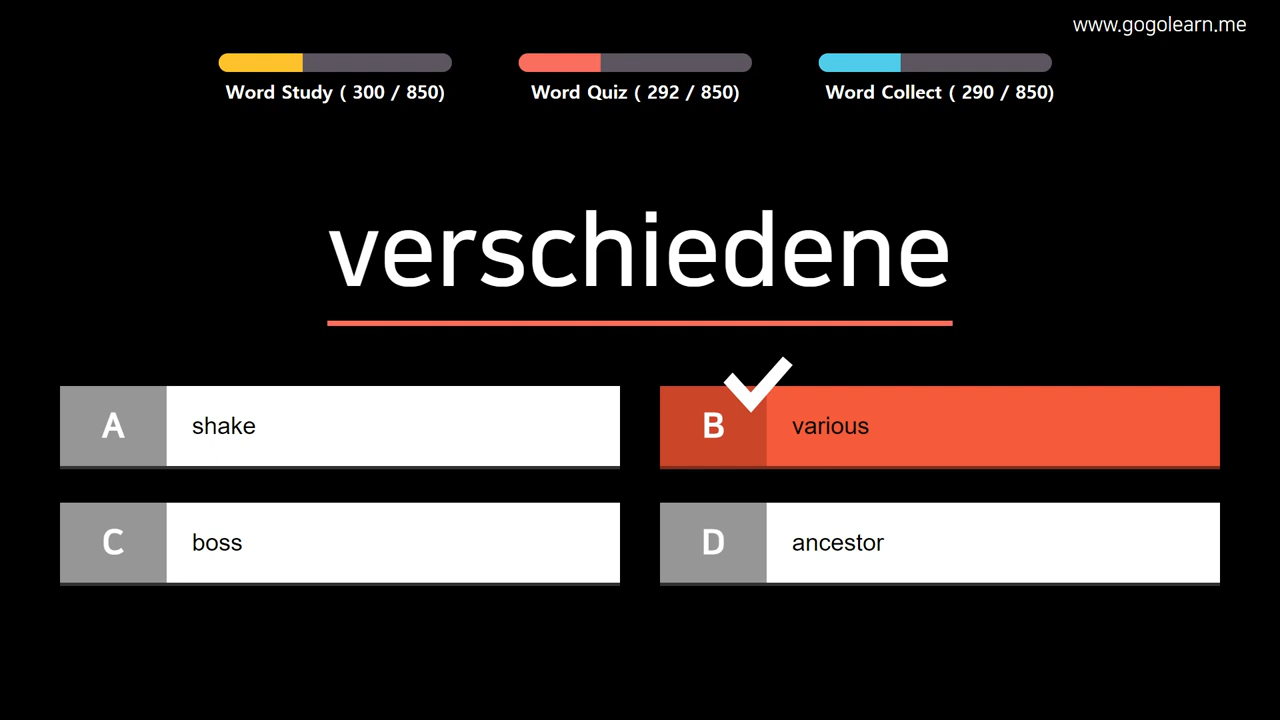 www.gogolearn.me
Word Study ( 300 / 850)
Word Quiz ( 292 / 850)
Word Collect ( 290 / 850)
verschiedene
A shake
B various
C boss
D ancestor